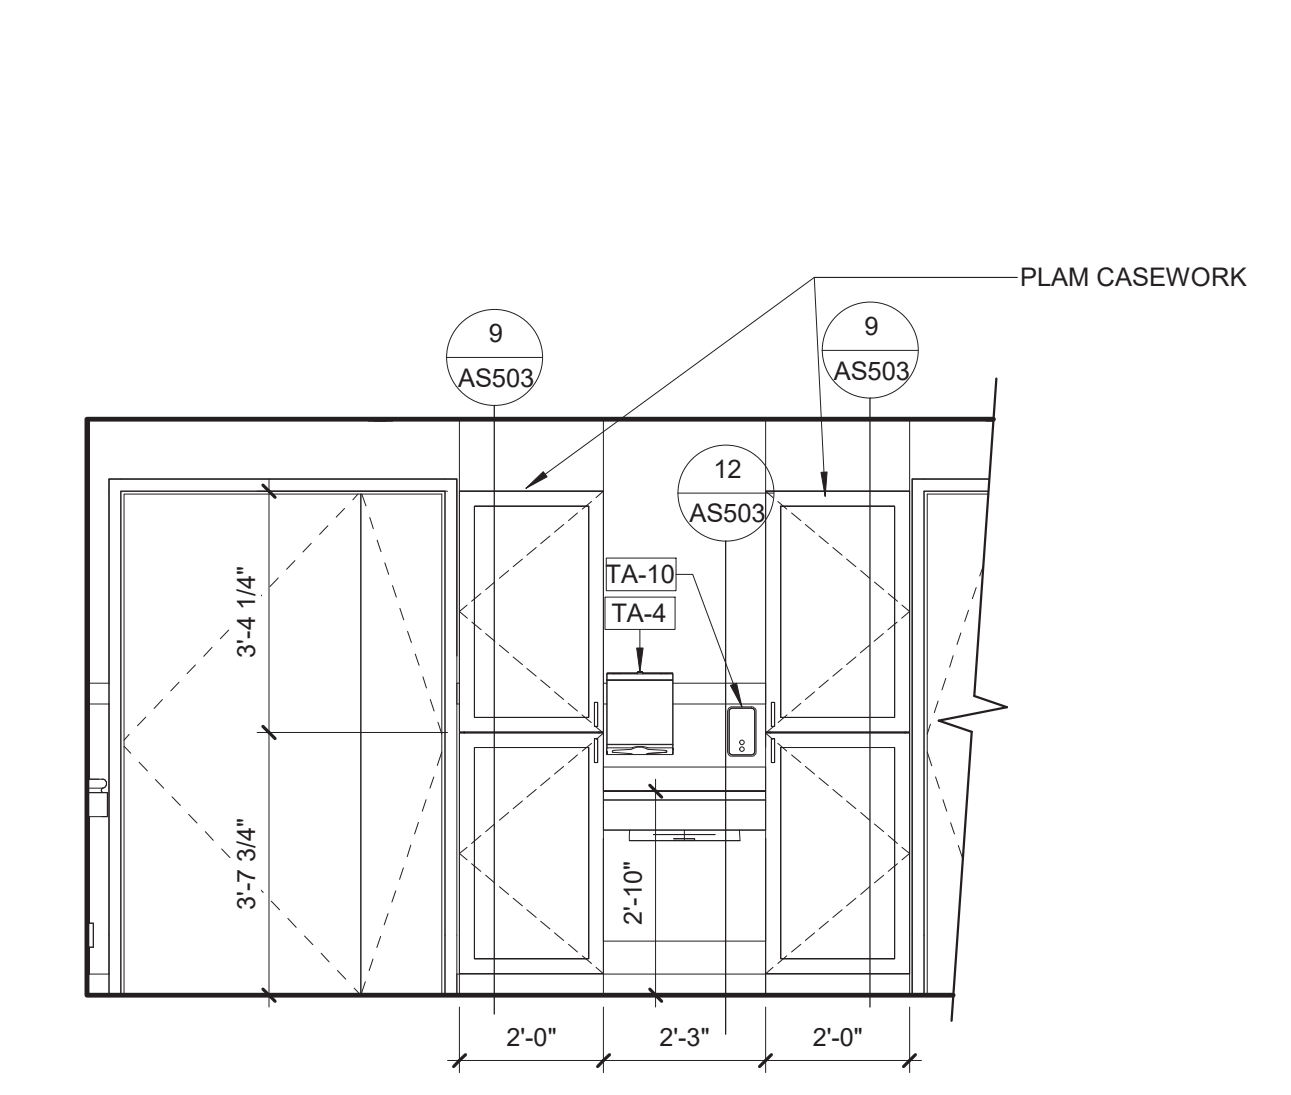 PLAM CASEWORK
9
AS503
9
AS503
12
AS503
TA-10
TA-4
3'-4 1/4"
3'-7 3/4"
2'-10"
2'-0"
2'-3"
2'-0"